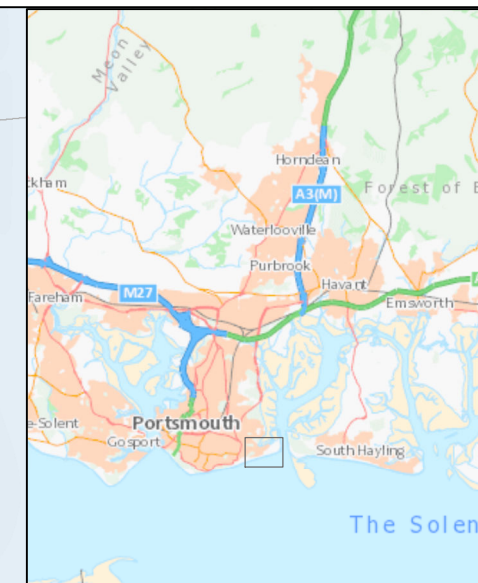 Meon
Valley
Horndean
ckham
A3(M)
Forest of B
Waterlooville
Purbrook
Havant
M27
Fareham
Emsworth
e-Solent
Portsmouth
Gosport
South Hayling
The Solen